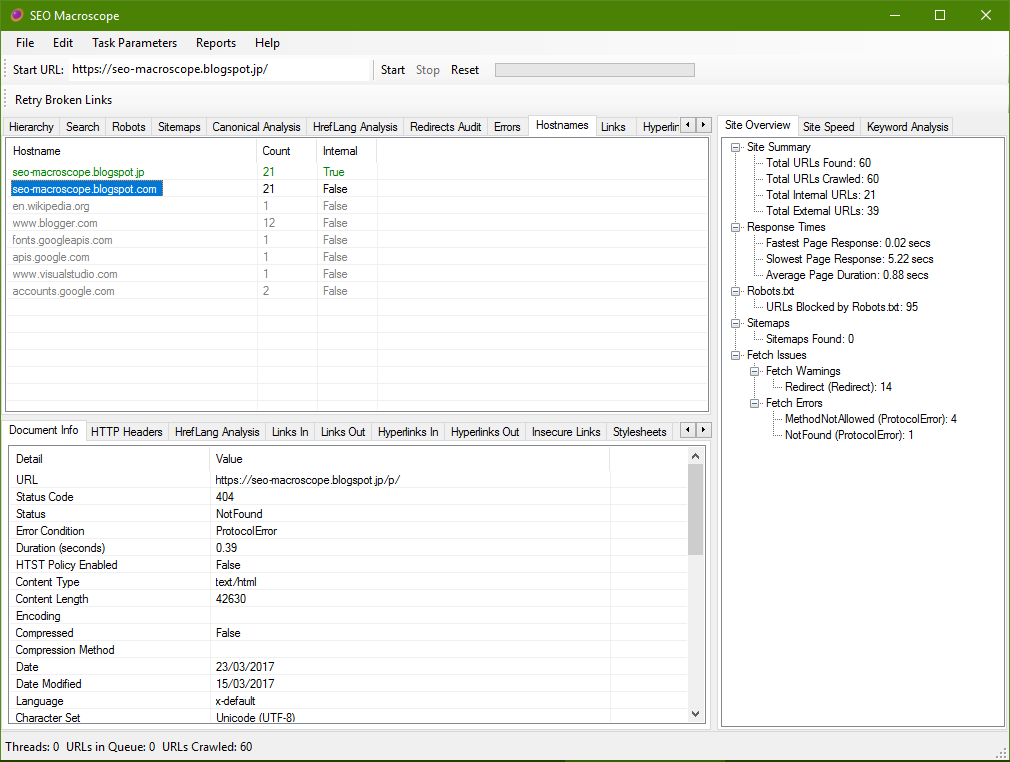 SEO Macroscope
File Edit Task Parameters Reports Help
Start URL: https://seo-macroscope.blogspot.jp/ Start Stop Reset
Retry Broken Links
Hierarchy Search Robots Sitemaps Canonical Analysis HrefLang Analysis Redirects Audit Errors Hostnames Links Hyperlin
Hostname Count Internal
seo-macroscope.blogspot.jp 21 True
seo-macroscope.blogspot.com 21 False
en.wikipedia.org 1 False
www.blogger.com 12 False
fonts.googleapis.com 1 False
apis.google.com 1 False
www.visualstudio.com 1 False
accounts.google.com 2 False
Document Info HTTP Headers HrefLang Analysis Links In Links Out Hyperlinks In Hyperlinks Out Insecure Links Stylesheets
Detail Value
URL https://seo-macroscope.blogspot.jp/p/
Status Code 404
Status NotFound
Error Condition ProtocolError
Duration (seconds) 0.39
HTST Policy Enabled False
Content Type text/html
Content Length 42630
Encoding
Compressed False
Compression Method
Date 23/03/2017
Date Modified 15/03/2017
Language x-default
Character Set Unicode (UTF-8)
Site Overview Site Speed Keyword Analysis
Site Summary
Total URLs Found: 60
Total URLs Crawled: 60
Total Internal URLs: 21
Total External URLs: 39
Response Times
Fastest Page Response: 0.02 secs
Slowest Page Response: 5.22 secs
Average Page Duration: 0.88 secs
Robots.txt
URLs Blocked by Robots.txt: 95
Sitemaps
Sitemaps Found: 0
Fetch Issues
Fetch Warnings
Redirect (Redirect): 14
Fetch Errors
MethodNotAllowed (ProtocolError): 4
NotFound (ProtocolError): 1
Threads: 0 URLs in Queue: 0 URLs Crawled: 60